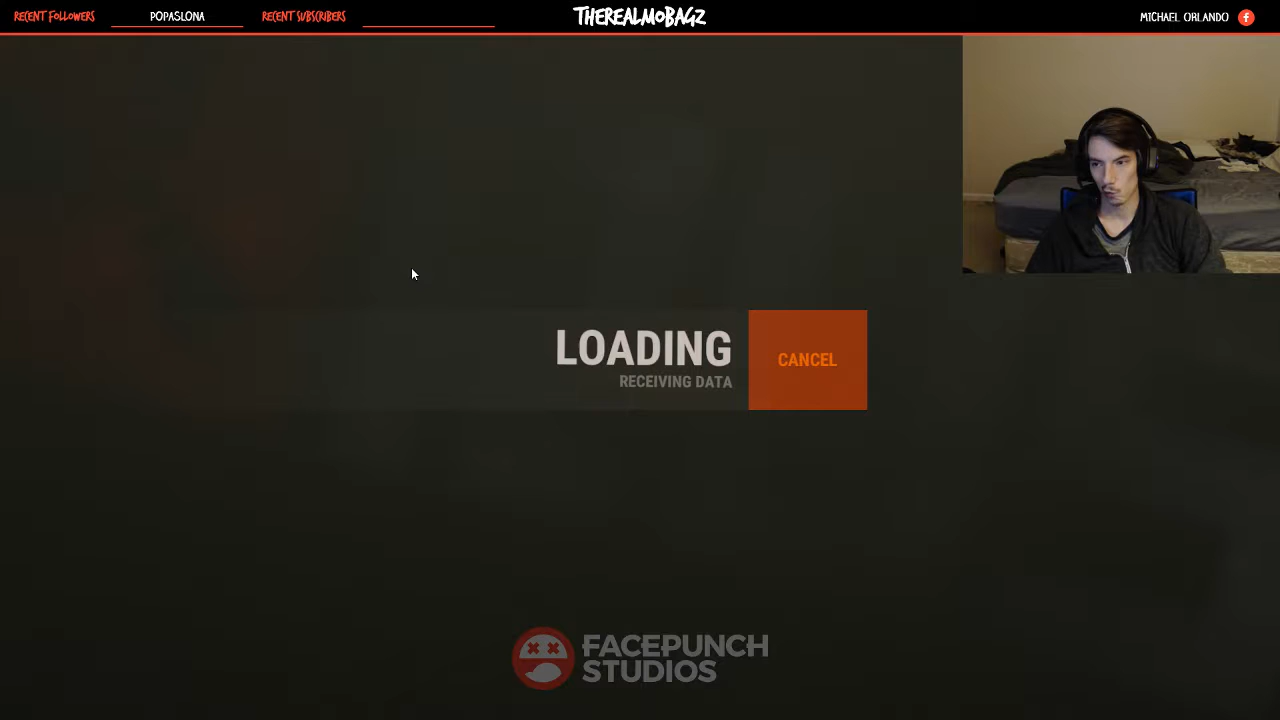 RECENT FOLLOWERS
POPASLONA
RECENT SUBSCRIBERS
THEREALMOBAGZ
MICHAEL ORLANDO
f
LOADING
RECEIVING DATA
CANCEL
FACEPUNCH
STUDIOS